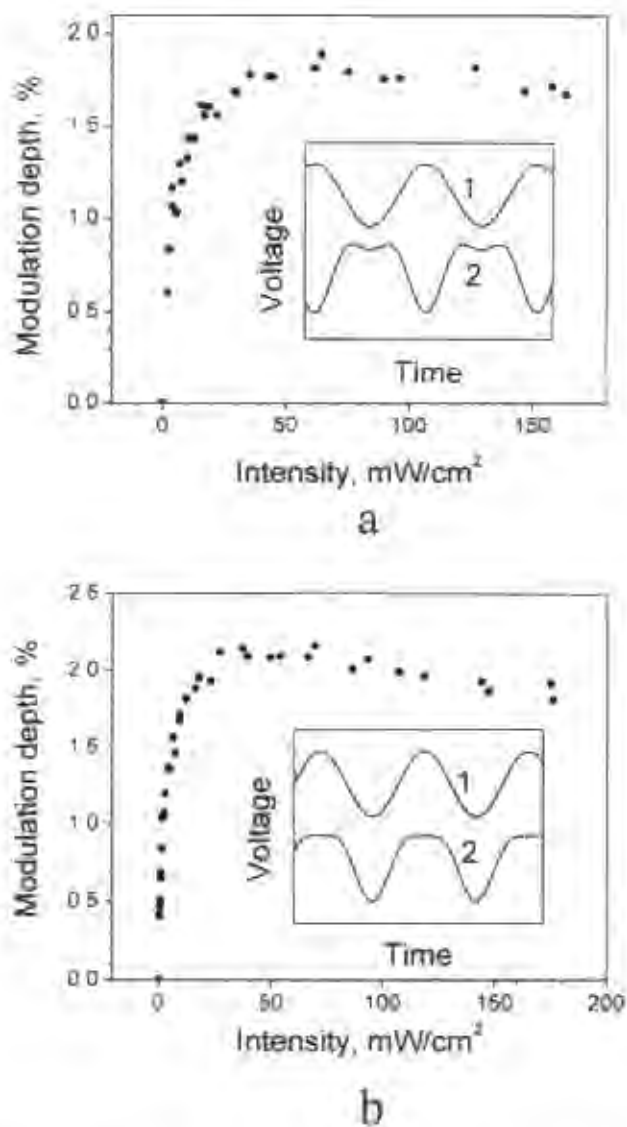 2.0
1.5
1.0
0.5
0.0
Modulation depth, %
1
2
Voltage
Time
0
50
100
150
Intensity, mW/cm²
a
2.5
2.0
1.5
1.0
0.5
0.0
Modulation depth, %
1
2
Voltage
Time
0
50
100
150
200
Intensity, mW/cm²
b